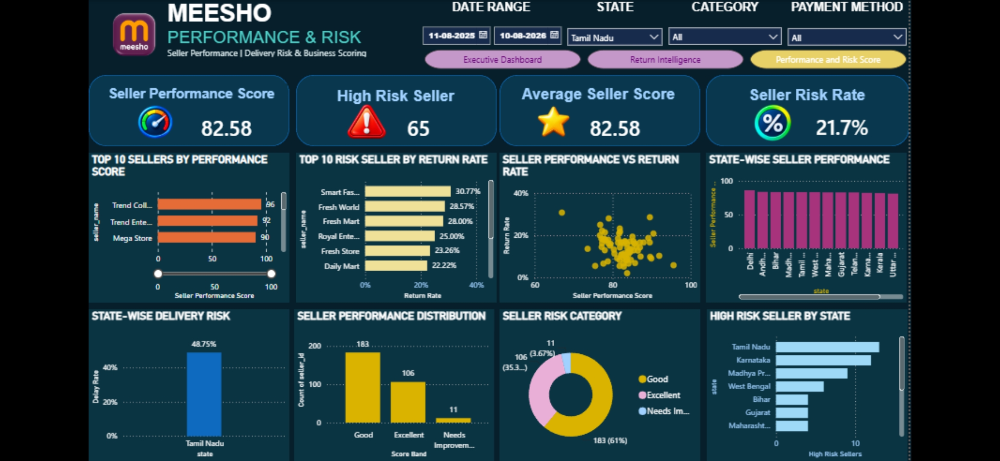 MEESHO
PERFORMANCE & RISK
Seller Performance | Delivery Risk & Business Scoring
meesho
DATE RANGE
STATE
CATEGORY
PAYMENT METHOD
11-08-2025
10-08-2026
Tamil Nadu
All
All
Executive Dashboard
Return Intelligence
Performance and Risk Score
Seller Performance Score
82.58
High Risk Seller
65
Average Seller Score
82.58
Seller Risk Rate
%
21.7%
TOP 10 SELLERS BY PERFORMANCE
SCORE
seller_name
Trend Coll...
96
Trend Ente...
92
Mega Store
90
0 50 100
0 50 100
Seller Performance Score
TOP 10 RISK SELLER BY RETURN RATE
seller_name
Smart Fas...
30.77%
Fresh World
28.57%
Fresh Mart
28.00%
Royal Ente...
25.00%
Fresh Store
23.26%
Daily Mart
22.22%
0% 20% 40%
Return Rate
SELLER PERFORMANCE VS RETURN
RATE
Return Rate
40%
20%
0%
60 80 100
Seller Performance Score
STATE-WISE SELLER PERFORMANCE
Seller Performance ...
100
50
0
Delhi
Andh...
Bihar
Madh...
Tamil ...
West ...
Maha...
Gujarat
Telan...
Karna...
Kerala
Uttar ...
state
STATE-WISE DELIVERY RISK
Delay Rate
48.75%
40%
20%
0%
Tamil Nadu
state
SELLER PERFORMANCE DISTRIBUTION
Count of seller_id
200
100
0
183
106
11
Good
Excellent
Needs
Improvem...
Score Band
SELLER RISK CATEGORY
11
(3.67%)
106
(35.3...)
183 (61%)
Good
Excellent
Needs Im...
HIGH RISK SELLER BY STATE
state
Tamil Nadu
Karnataka
Madhya Pr...
West Bengal
Bihar
Gujarat
Maharasht...
0 10
High Risk Sellers